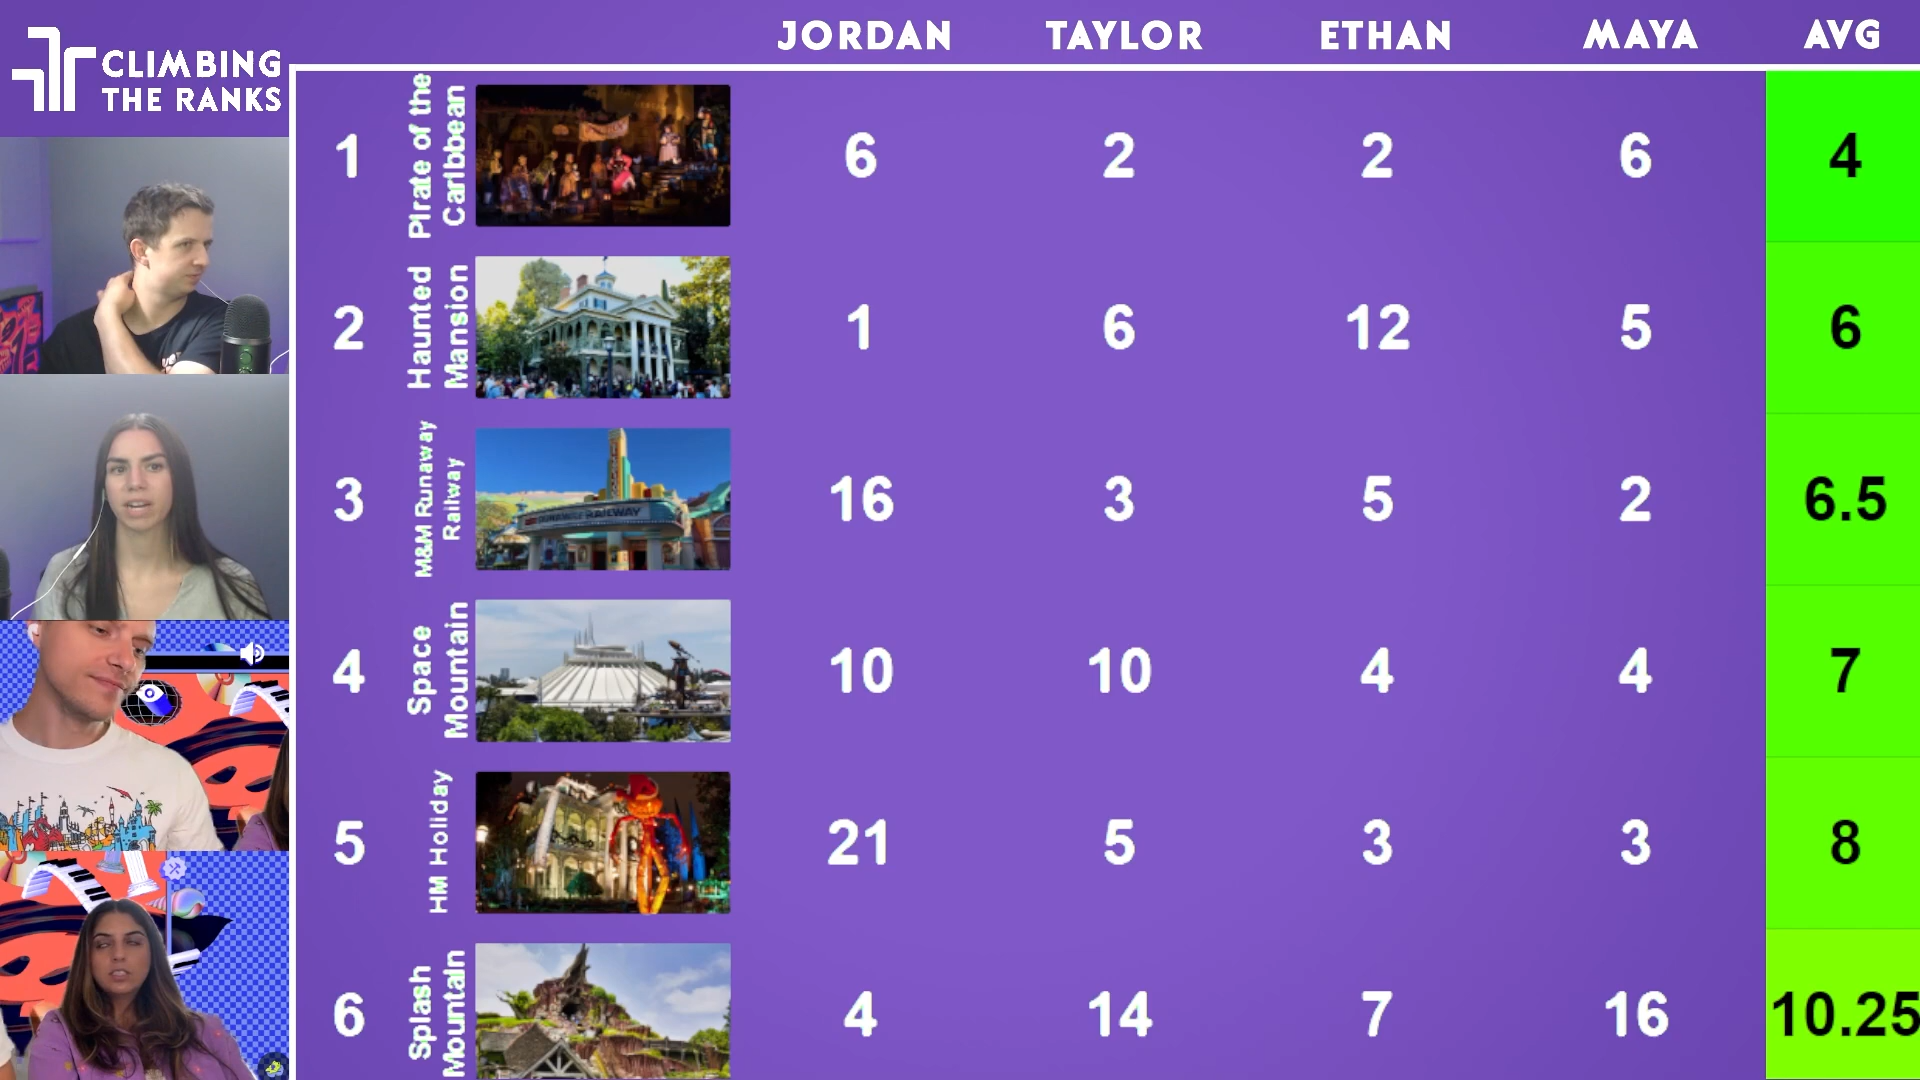 CLIMBING
THE RANKS
JORDAN TAYLOR ETHAN MAYA AVG
1 Pirate of the
Caribbean 6 2 2 6 4
2 Haunted
Mansion 1 6 12 5 6
3 M&M Runaway
Railway RUNAWAY RAILWAY 16 3 5 2 6.5
4 Space
Mountain 10 10 4 4 7
5 HM Holiday 21 5 3 3 8
6 Splash
Mountain 4 14 7 16 10.25